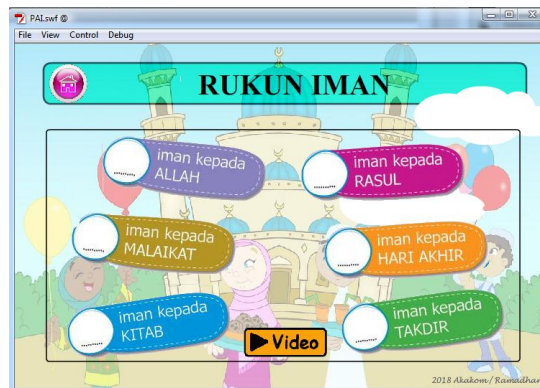 PAI.swf @
File View Control Debug
RUKUN IMAN
iman kepada
ALLAH
iman kepada
RASUL
iman kepada
MALAIKAT
iman kepada
HARI AKHIR
iman kepada
KITAB
iman kepada
TAKDIR
Video
2018 Akakom / Ramadhan